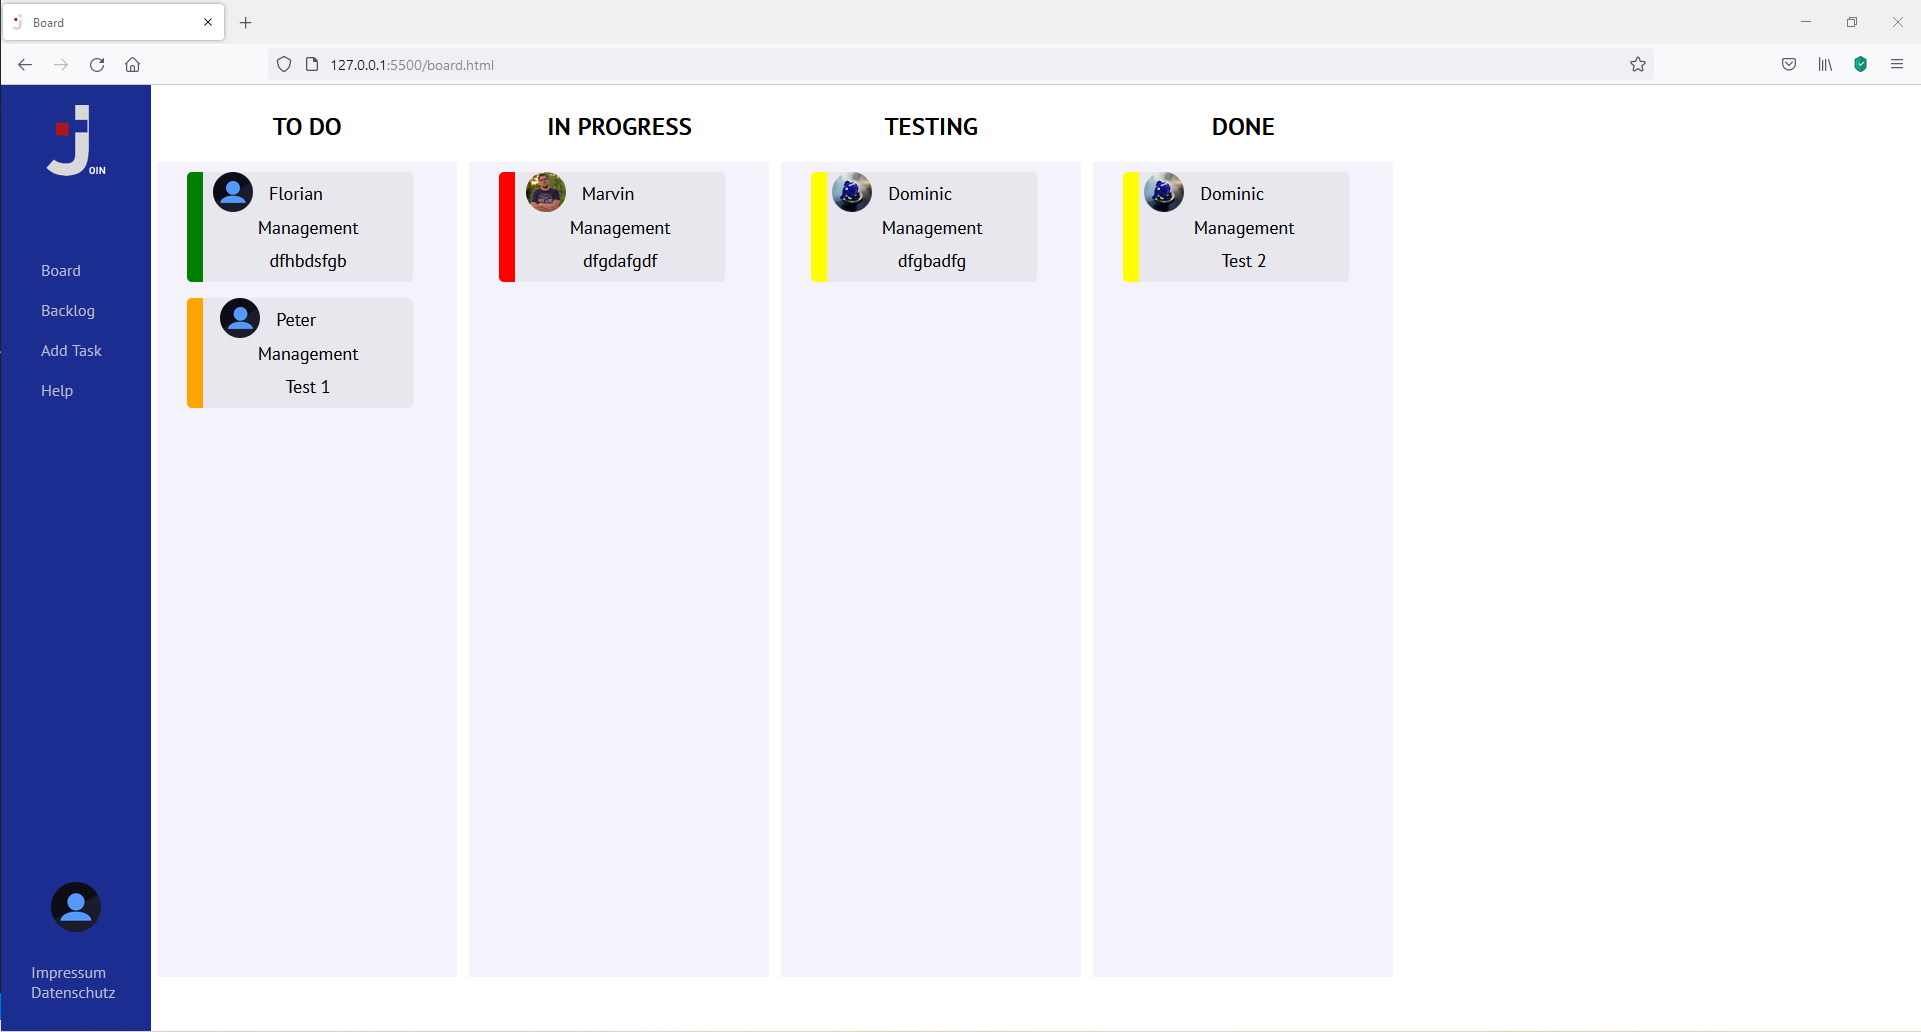 Board
127.0.0.1:5500/board.html
OIN
Board
Backlog
Add Task
Help
Impressum
Datenschutz
TO DO
Florian
Management
dfhbdsfgb
Peter
Management
Test 1
IN PROGRESS
Marvin
Management
dfgdafgdf
TESTING
Dominic
Management
dfgbadfg
DONE
Dominic
Management
Test 2